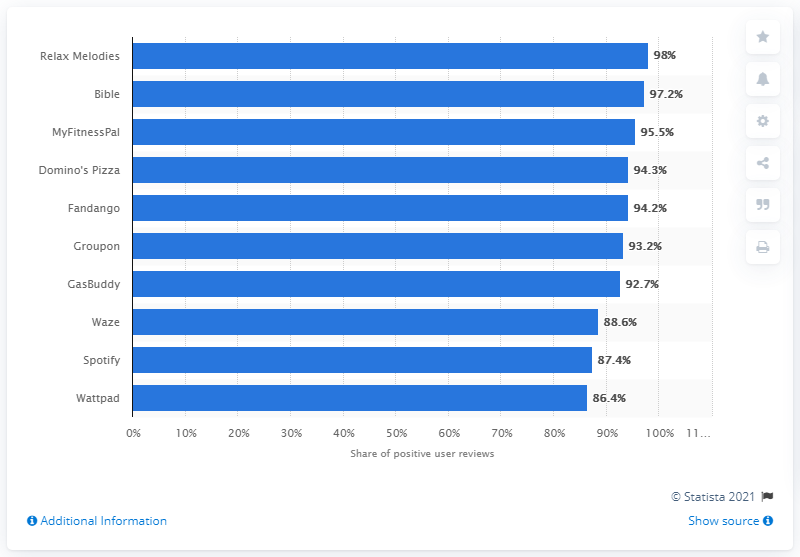 Relax Melodies 98%
Bible 97.2%
MyFitnessPal 95.5%
Domino's Pizza 94.3%
Fandango 94.2%
Groupon 93.2%
GasBuddy 92.7%
Waze 88.6%
Spotify 87.4%
Wattpad 86.4%
0% 10% 20% 30% 40% 50% 60% 70% 80% 90% 100% 11...
Share of positive user reviews
© Statista 2021
Additional Information Show source